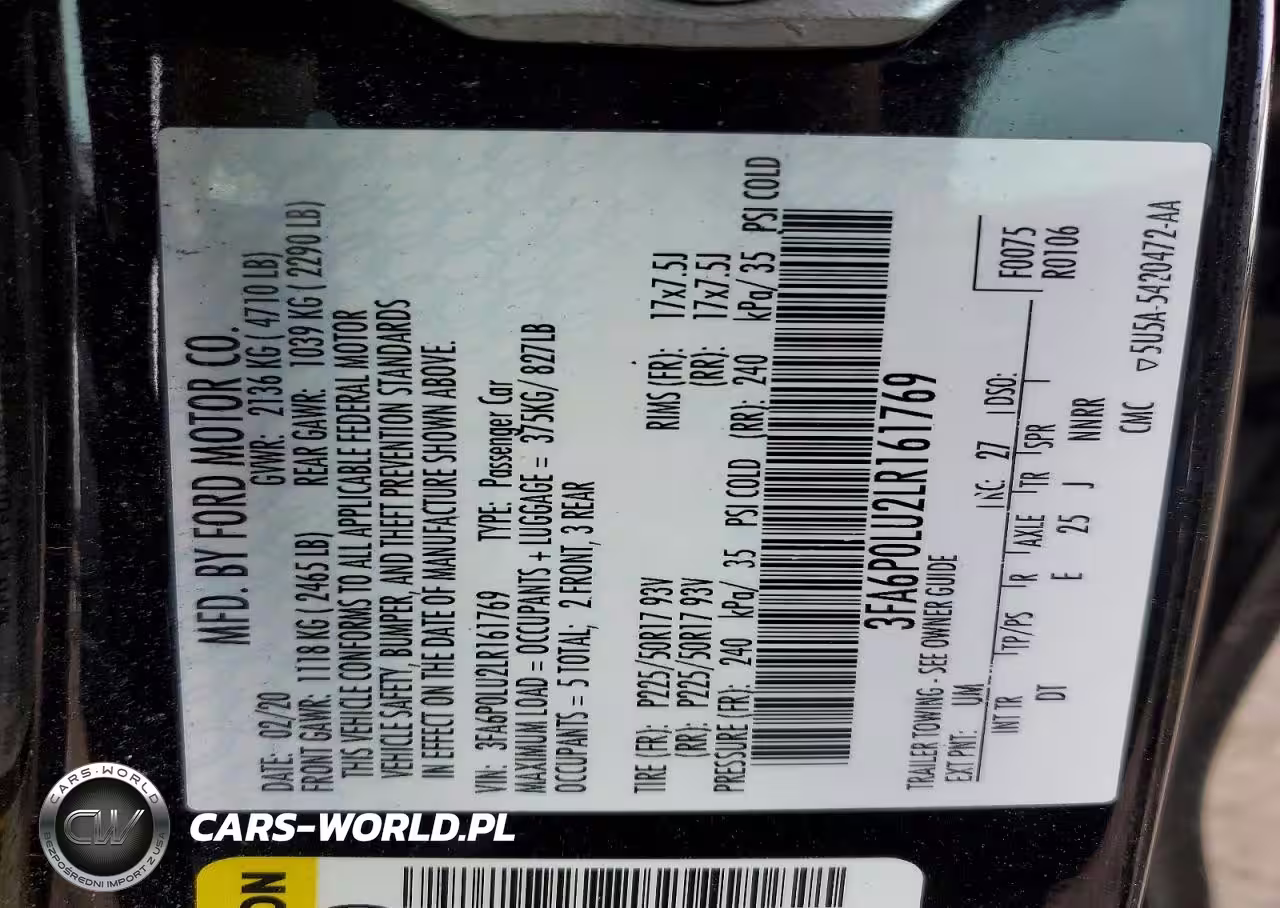 MFD. BY FORD MOTOR CO.
DATE: 02/20 GVWR: 2136 KG ( 4710 LB)
FRONT GAWR: 1118 KG ( 2465 LB) REAR GAWR: 1039 KG ( 2290 LB)
THIS VEHICLE CONFORMS TO ALL APPLICABLE FEDERAL MOTOR
VEHICLE SAFETY, BUMPER, AND THEFT PREVENTION STANDARDS
IN EFFECT ON THE DATE OF MANUFACTURE SHOWN ABOVE.
VIN: 3FA6P0LU2LR161769 TYPE: Passenger Car
MAXIMUM LOAD = OCCUPANTS + LUGGAGE = 375KG/ 827LB
OCCUPANTS = 5 TOTAL; 2 FRONT, 3 REAR
TIRE (FR): P225/50R17 93V RIMS (FR): 17x7.5J
(RR): P225/50R17 93V (RR): 17x7.5J
PRESSURE (FR): 240 kPa/ 35 PSI COLD (RR): 240 kPa/ 35 PSI COLD
3FA6P0LU2LR161769
TRAILER TOWING - SEE OWNER GUIDE
EXT PNT: UM INC: 27 DSO: F0075
INT TR TP/PS R AXLE TR SPR R0106
DT E 25 J NNRR
CMC ▽5U5A-5420472-AA
CARS-WORLD
CW
BEZPOŚREDNI IMPORT Z USA
CARS-WORLD.PL